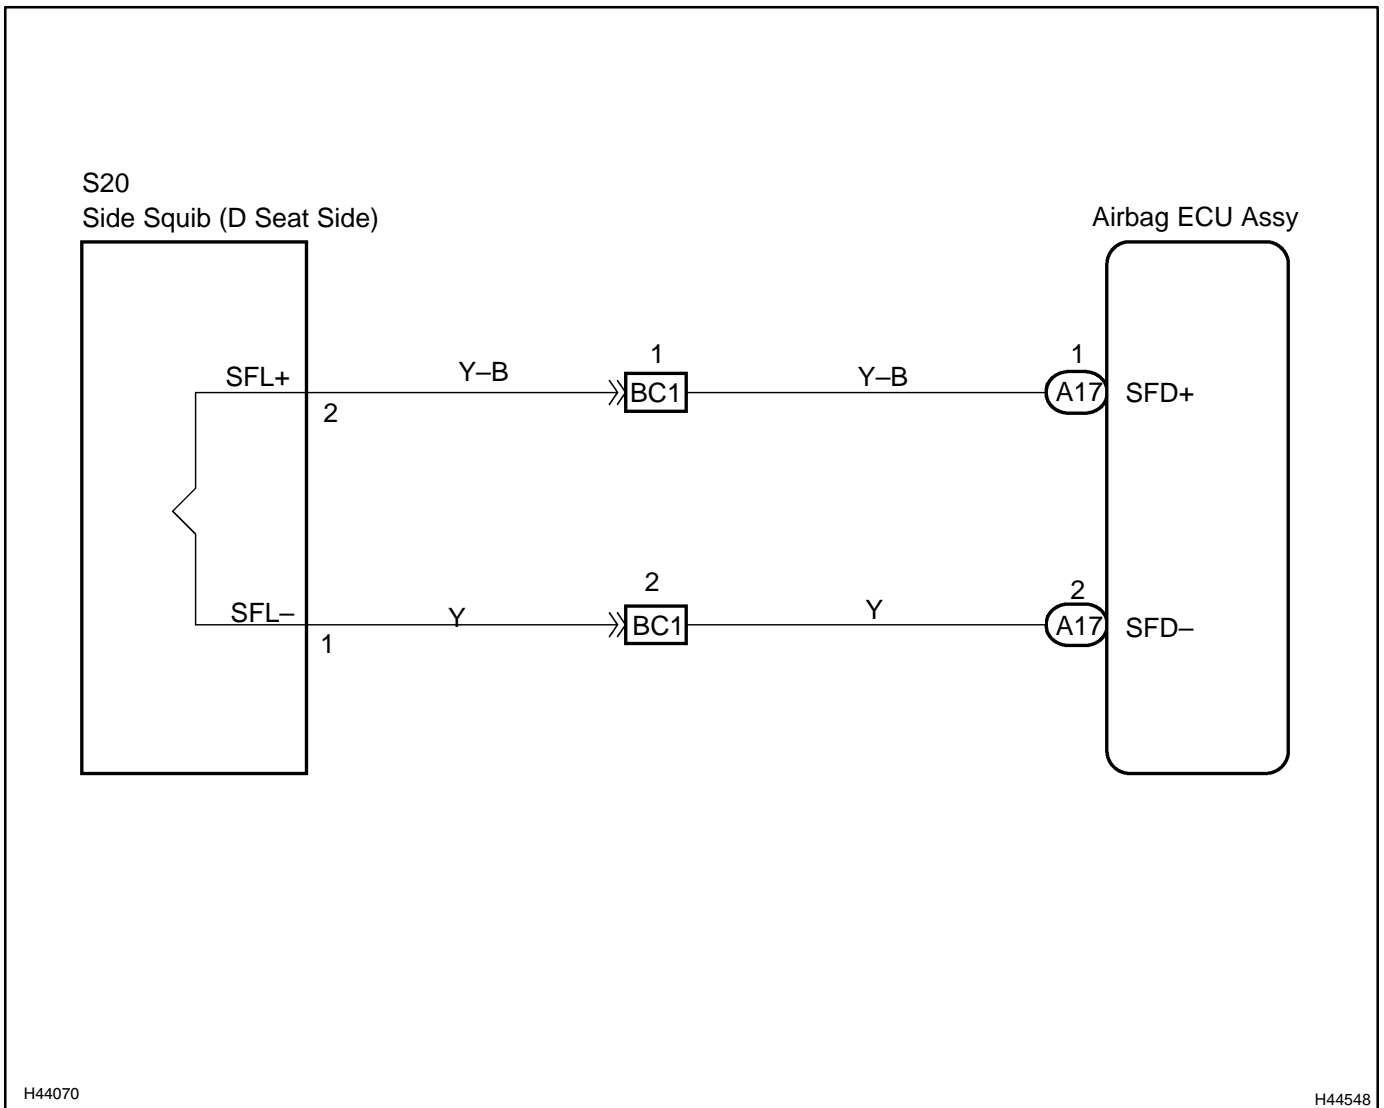 S20
Side Squib (D Seat Side)
Airbag ECU Assy
SFL+
2
Y–B
1
BC1
Y–B
1
A17
SFD+
SFL–
1
Y
2
BC1
Y
2
A17
SFD–
H44070
H44548